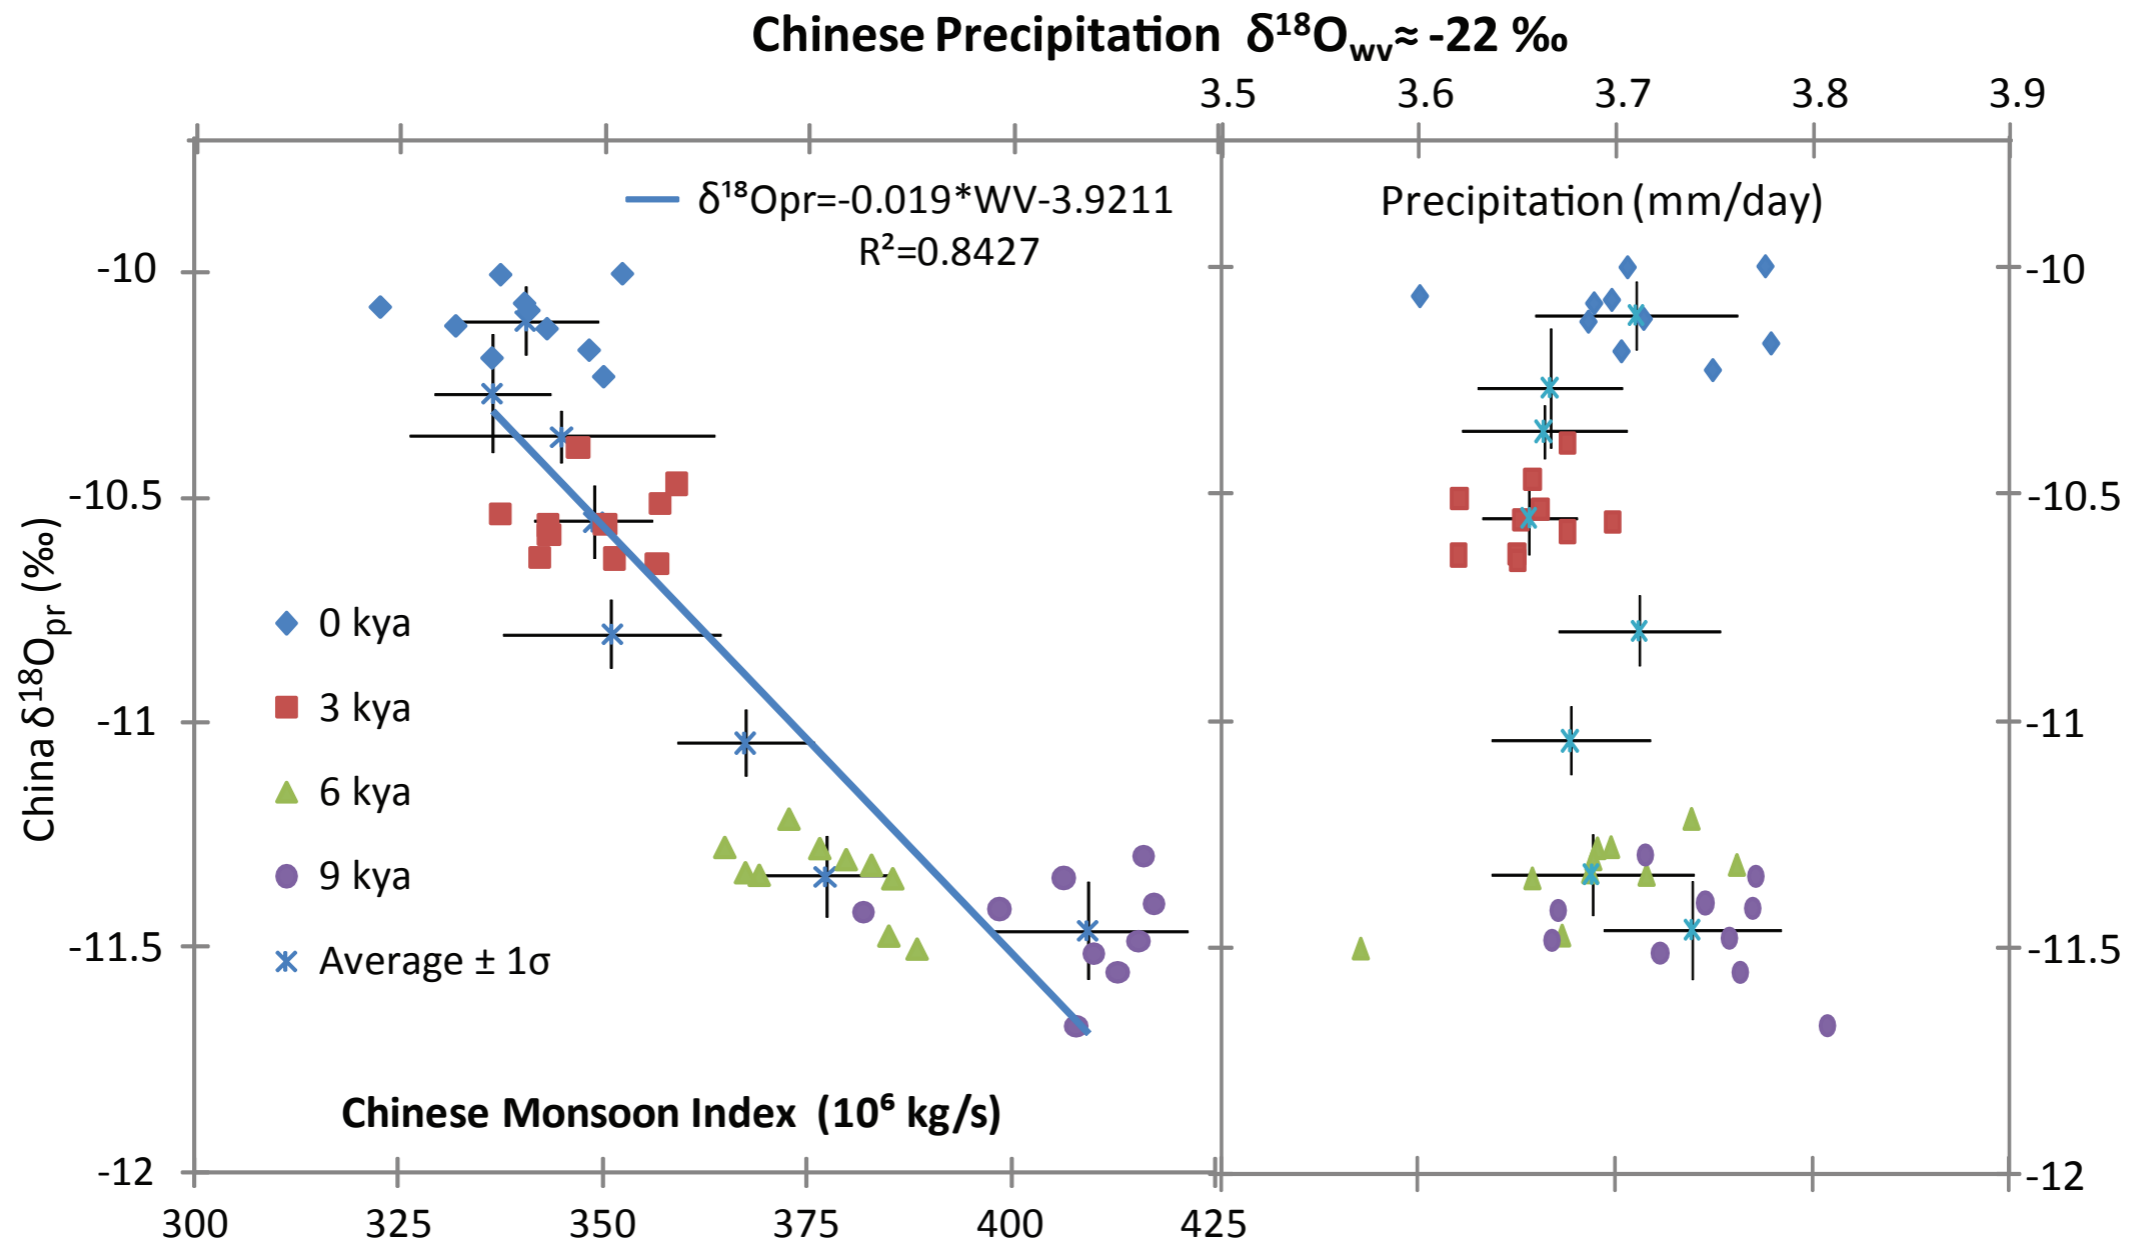 Chinese Precipitation δ¹⁸Owv≈ -22 ‰
3.5 3.6 3.7 3.8 3.9
δ¹⁸Opr=-0.019*WV-3.9211
R²=0.8427
Precipitation (mm/day)
-10
-10.5
-11
-11.5
-12
China δ¹⁸Opr (‰)
0 kya
3 kya
6 kya
9 kya
Average ± 1σ
Chinese Monsoon Index (10⁶ kg/s)
-10
-10.5
-11
-11.5
-12
300 325 350 375 400 425